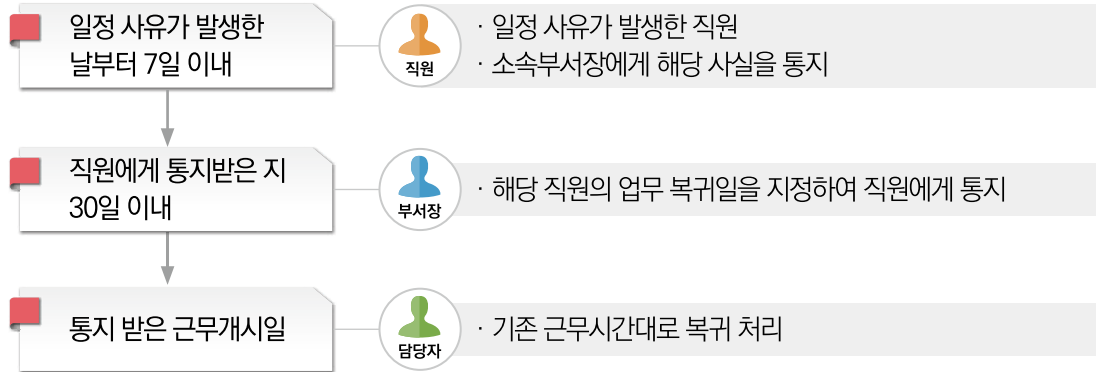 일정 사유가 발생한
날부터 7일 이내
직원
· 일정 사유가 발생한 직원
· 소속부서장에게 해당 사실을 통지
직원에게 통지받은 지
30일 이내
부서장
· 해당 직원의 업무 복귀일을 지정하여 직원에게 통지
통지 받은 근무개시일
담당자
· 기존 근무시간대로 복귀 처리